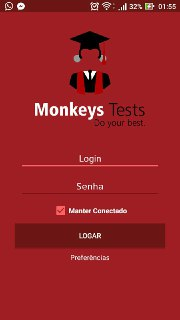 32% 01:55
Monkeys Tests
Do your best.
Login
Senha
Manter Conectado
LOGAR
Preferências